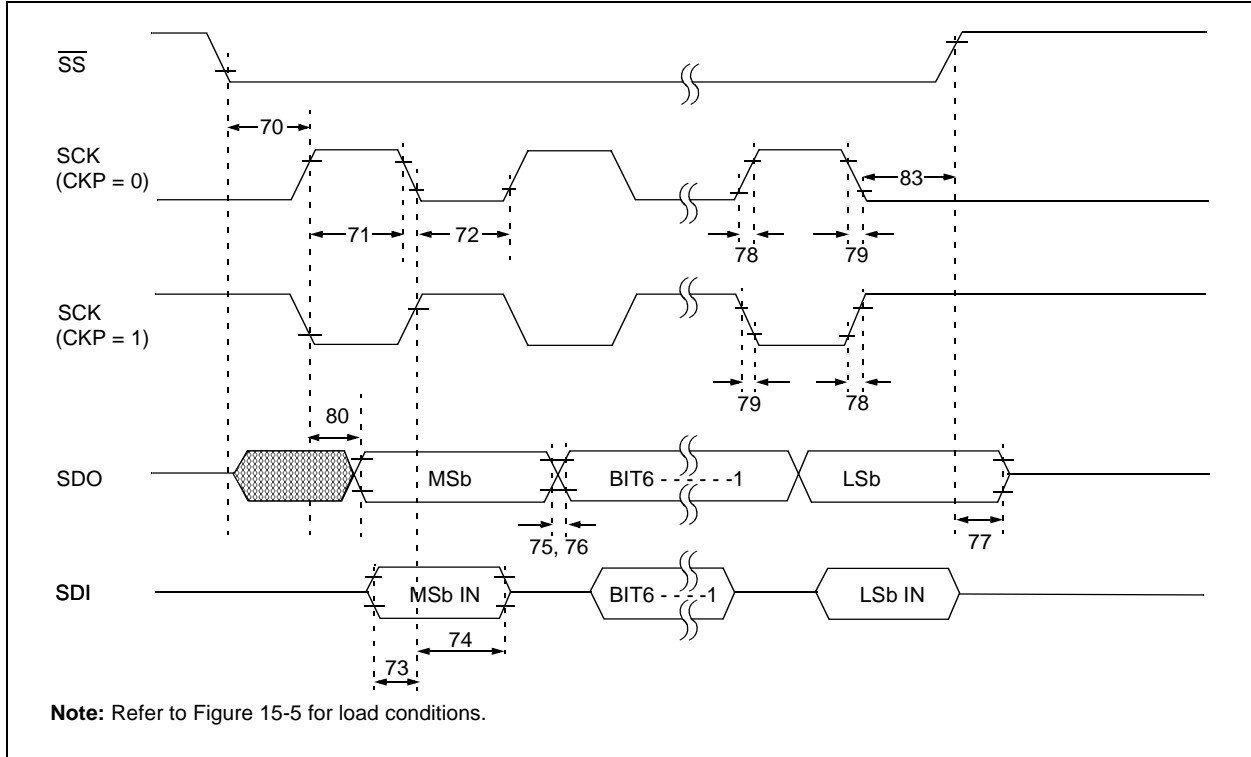 SS
70
SCK
(CKP = 0)
83
71
72
78
79
SCK
(CKP = 1)
79
78
80
SDO
MSb
BIT6 - - - - - -1
LSb
75, 76
77
SDI
MSb IN
BIT6 - - - -1
LSb IN
74
73
Note: Refer to Figure 15-5 for load conditions.